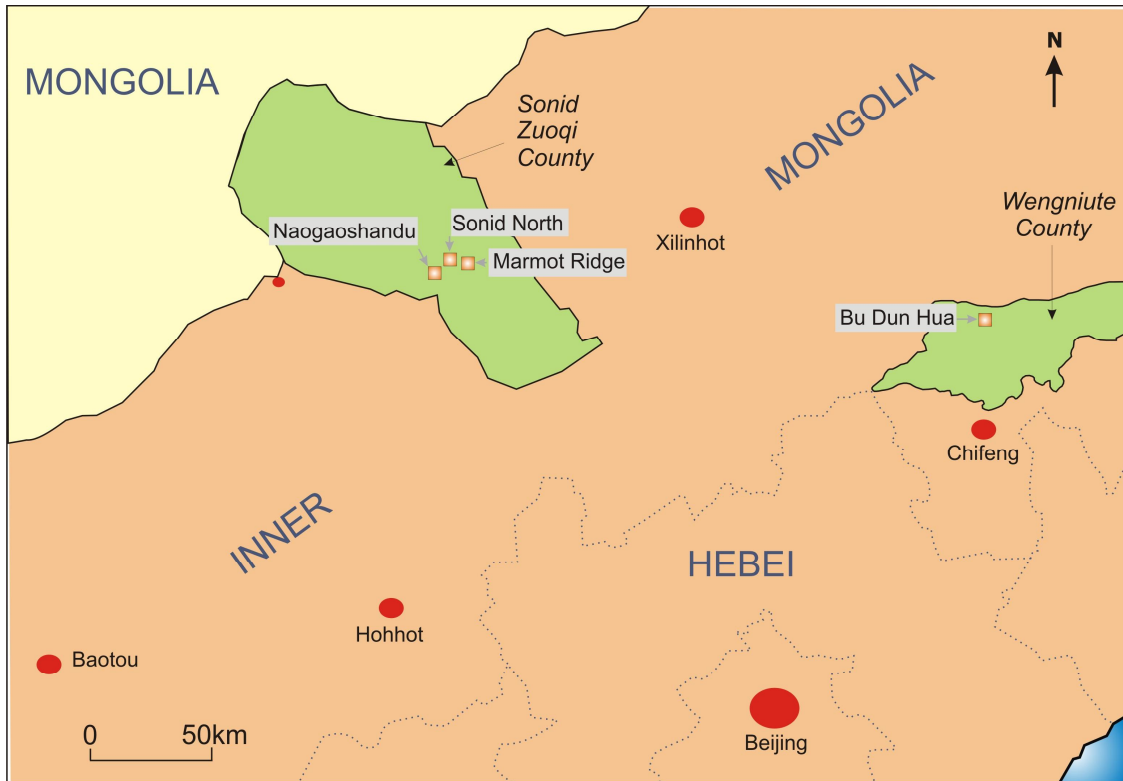 MONGOLIA
N
Sonid
Zuoqi
County
MONGOLIA
Wengniute
County
Naogaoshandu
Sonid North
Marmot Ridge
Xilinhot
Bu Dun Hua
Chifeng
INNER
HEBEI
Hohhot
Baotou
Beijing
0 50km